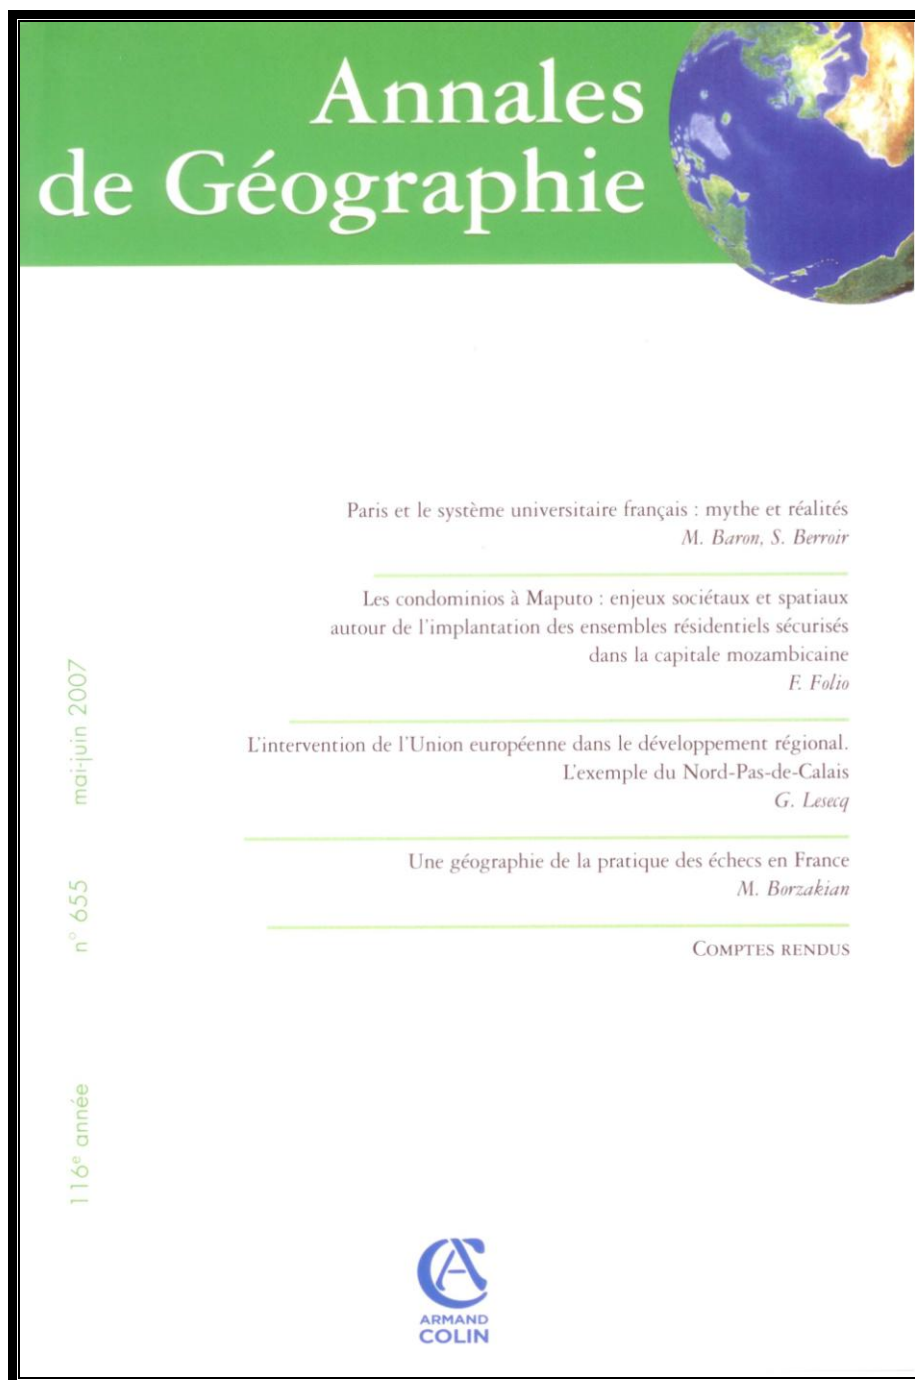 Annales
de Géographie
Paris et le système universitaire français : mythe et réalités
M. Baron, S. Berroir
Les condominios à Maputo : enjeux sociétaux et spatiaux
autour de l'implantation des ensembles résidentiels sécurisés
dans la capitale mozambicaine
F. Folio
L'intervention de l'Union européenne dans le développement régional.
L'exemple du Nord-Pas-de-Calais
G. Lesecq
Une géographie de la pratique des échecs en France
M. Borzakian
COMPTES RENDUS
116e année
n° 655
mai-juin 2007
CA
ARMAND
COLIN